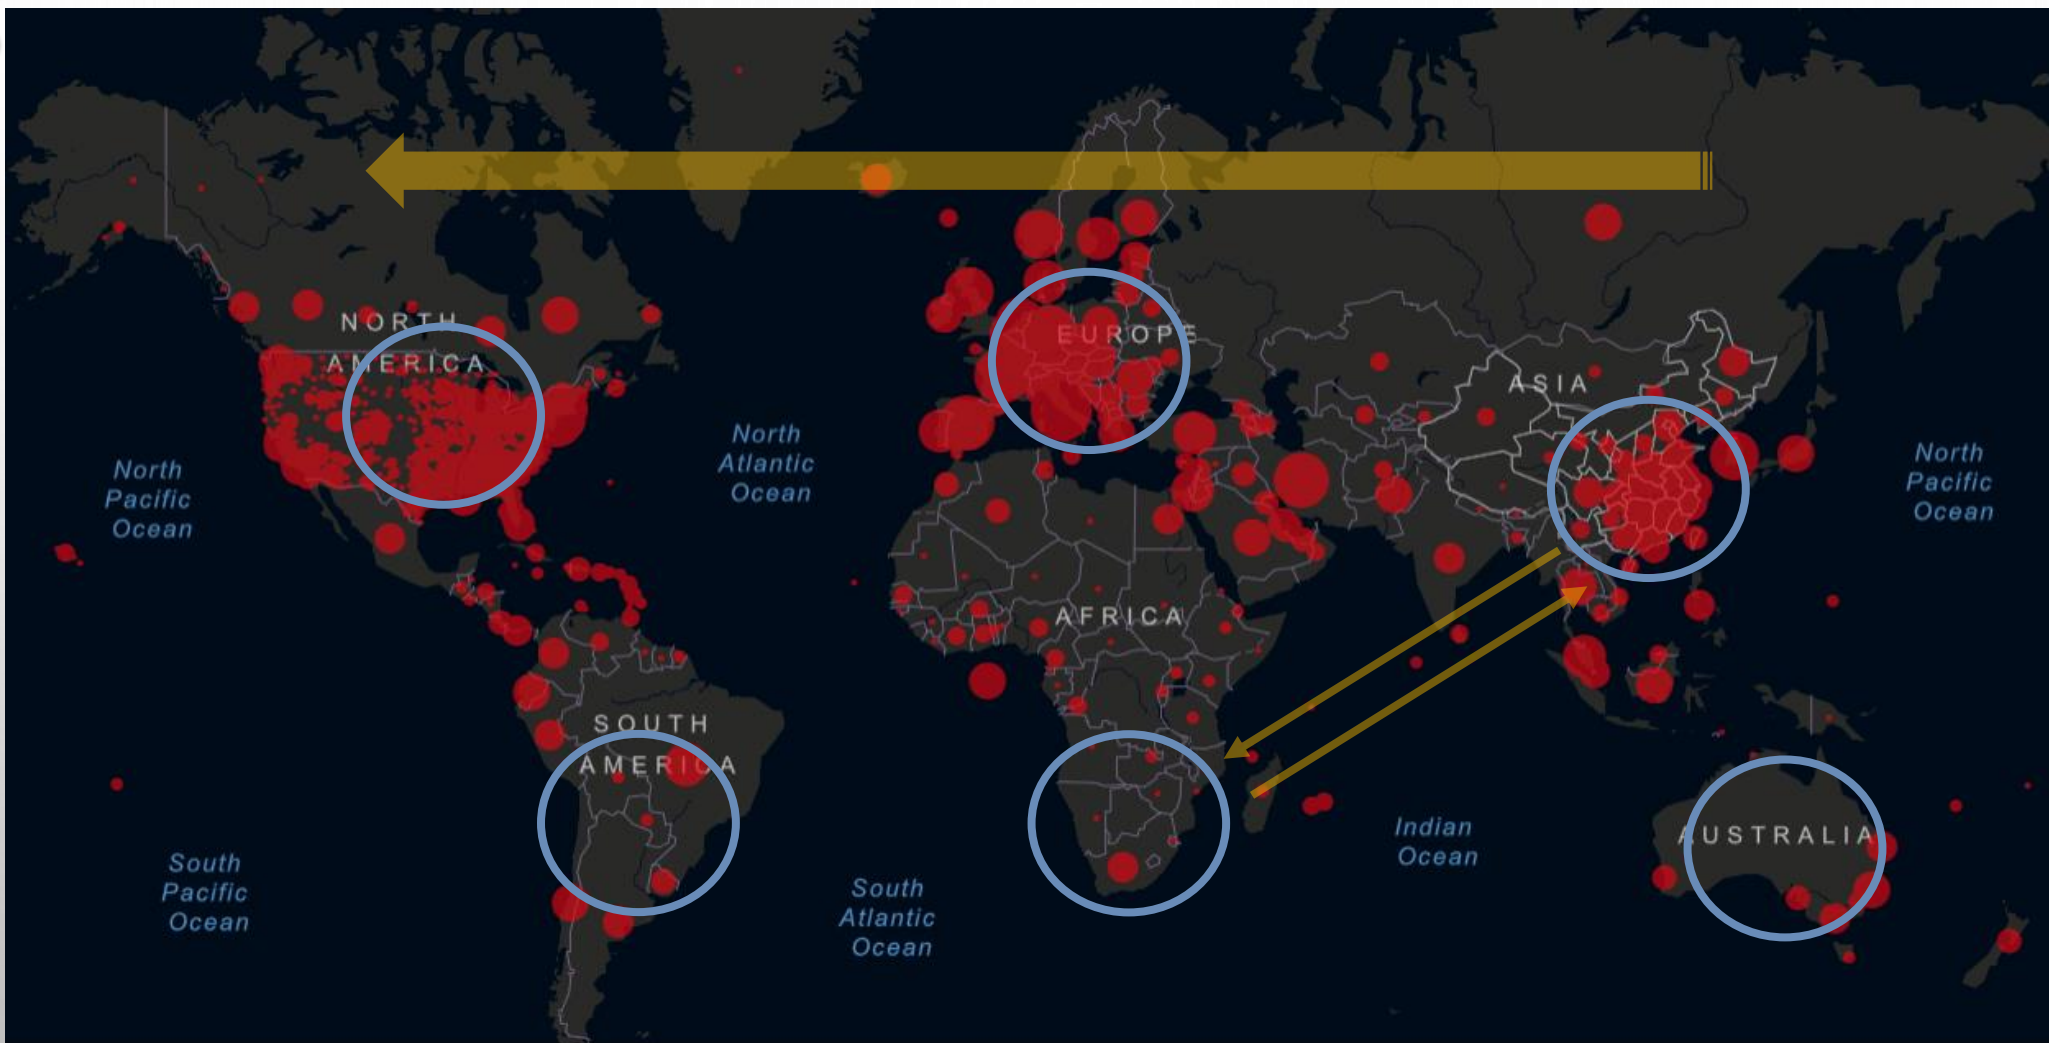 NORTH
AMERICA
EUROPE
ASIA
North
Atlantic
Ocean
North
Pacific
Ocean
North
Pacific
Ocean
AFRICA
SOUTH
AMERICA
AUSTRALIA
Indian
Ocean
South
Pacific
Ocean
South
Atlantic
Ocean